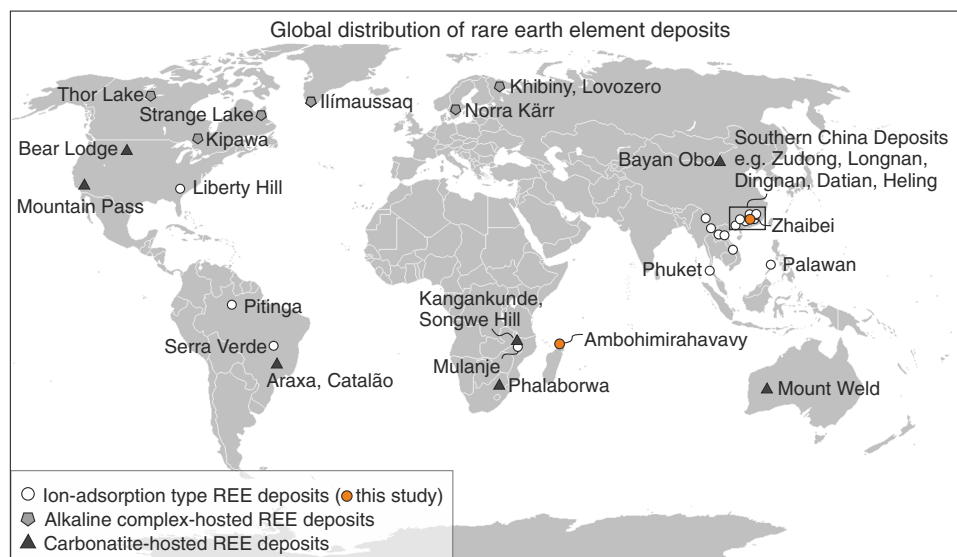 Global distribution of rare earth element deposits
Thor Lake
Ilímaussaq
Khibiny, Lovozero
Strange Lake
Norra Kärr
Kipawa
Bear Lodge
Southern China Deposits
e.g. Zudong, Longnan,
Dingnan, Datian, Heling
Bayan Obo
Liberty Hill
Mountain Pass
Zhaibei
Phuket
Palawan
Pitinga
Kangankunde,
Songwe Hill
Serra Verde
Ambohimirahavavy
Mulanje
Araxa, Catalão
Phalaborwa
Mount Weld
Ion-adsorption type REE deposits (this study)
Alkaline complex-hosted REE deposits
Carbonatite-hosted REE deposits